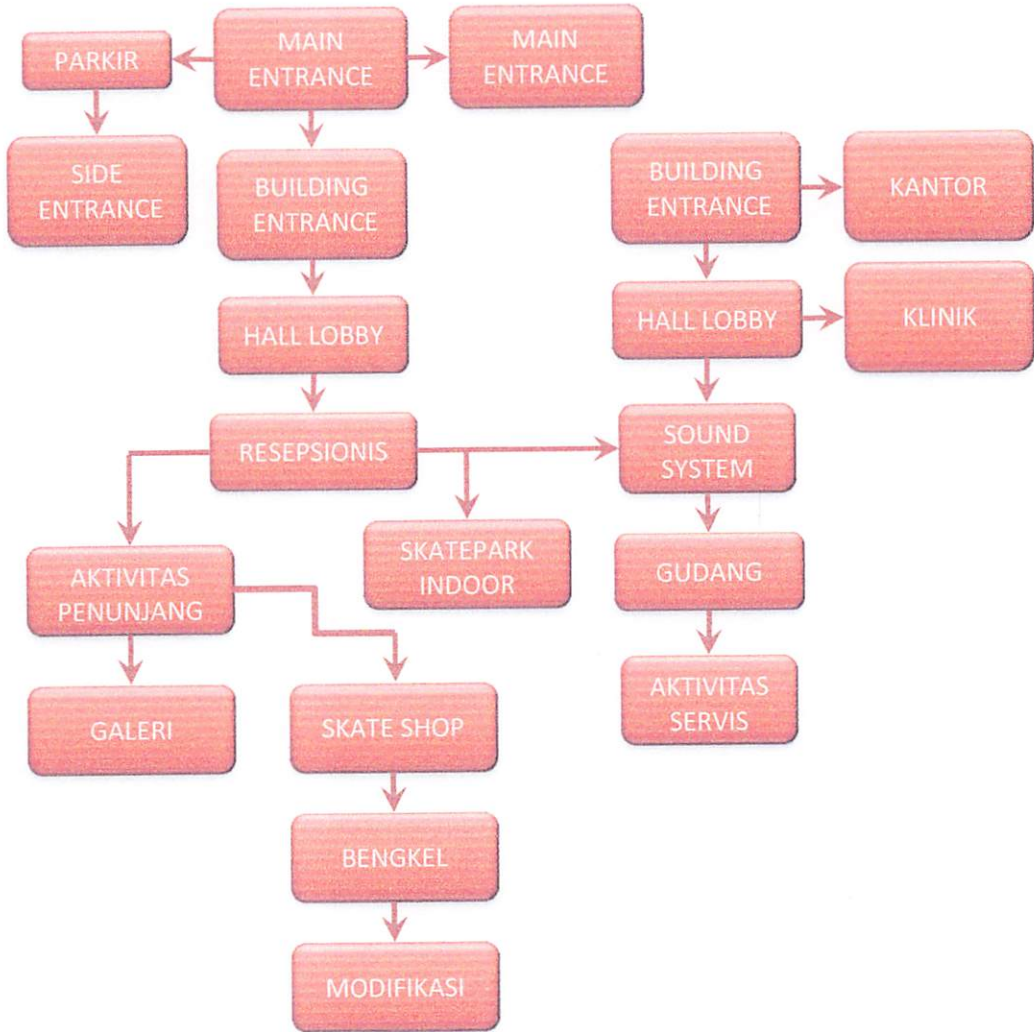 PARKIR
MAIN
ENTRANCE
MAIN
ENTRANCE
SIDE
ENTRANCE
BUILDING
ENTRANCE
BUILDING
ENTRANCE
KANTOR
HALL LOBBY
HALL LOBBY
KLINIK
RESEPSIONIS
SOUND
SYSTEM
AKTIVITAS
PENUNJANG
SKATEPARK
INDOOR
GUDANG
GALERI
SKATE SHOP
AKTIVITAS
SERVIS
BENGKEL
MODIFIKASI